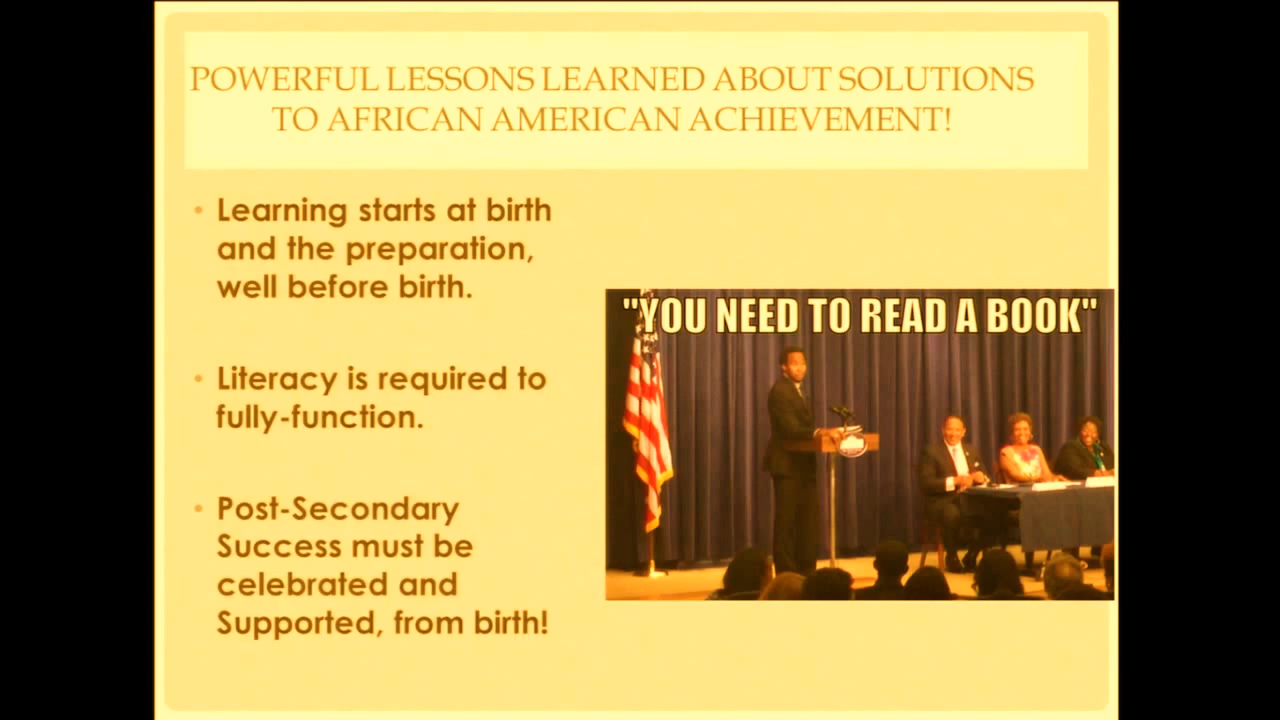 POWERFUL LESSONS LEARNED ABOUT SOLUTIONS
TO AFRICAN AMERICAN ACHIEVEMENT!
• Learning starts at birth
and the preparation,
well before birth.
• Literacy is required to
fully-function.
• Post-Secondary
Success must be
celebrated and
Supported, from birth!
"YOU NEED TO READ A BOOK"